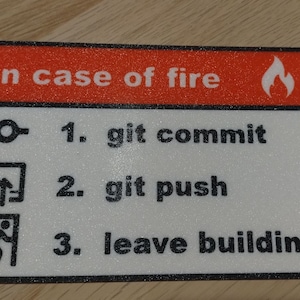 n case of fire
1. git commit
2. git push
3. leave buildin